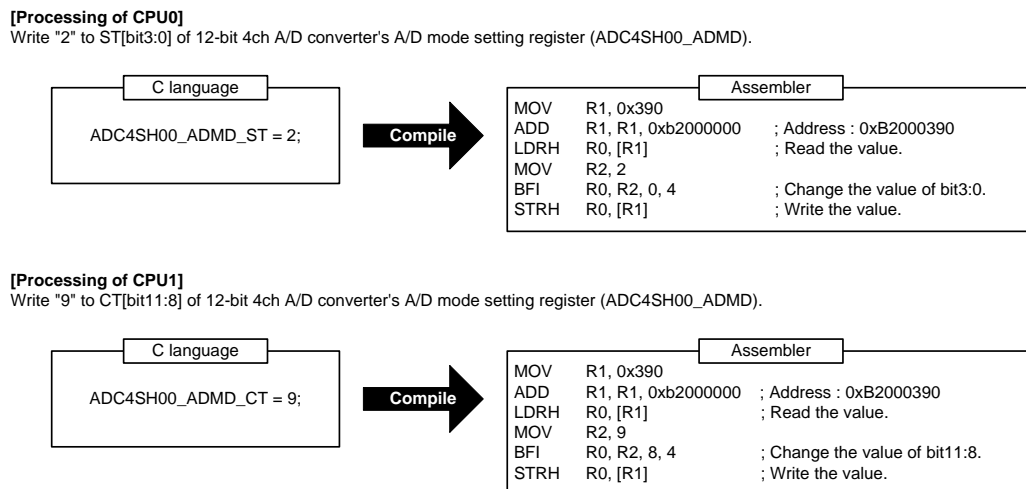 [Processing of CPU0]
Write "2" to ST[bit3:0] of 12-bit 4ch A/D converter's A/D mode setting register (ADC4SH00_ADMD).
C language
ADC4SH00_ADMD_ST = 2;
Compile
Assembler
MOV R1, 0x390
ADD R1, R1, 0xb2000000 ; Address : 0xB2000390
LDRH R0, [R1] ; Read the value.
MOV R2, 2
BFI R0, R2, 0, 4 ; Change the value of bit3:0.
STRH R0, [R1] ; Write the value.
[Processing of CPU1]
Write "9" to CT[bit11:8] of 12-bit 4ch A/D converter's A/D mode setting register (ADC4SH00_ADMD).
C language
ADC4SH00_ADMD_CT = 9;
Compile
Assembler
MOV R1, 0x390
ADD R1, R1, 0xb2000000 ; Address : 0xB2000390
LDRH R0, [R1] ; Read the value.
MOV R2, 9
BFI R0, R2, 8, 4 ; Change the value of bit11:8.
STRH R0, [R1] ; Write the value.